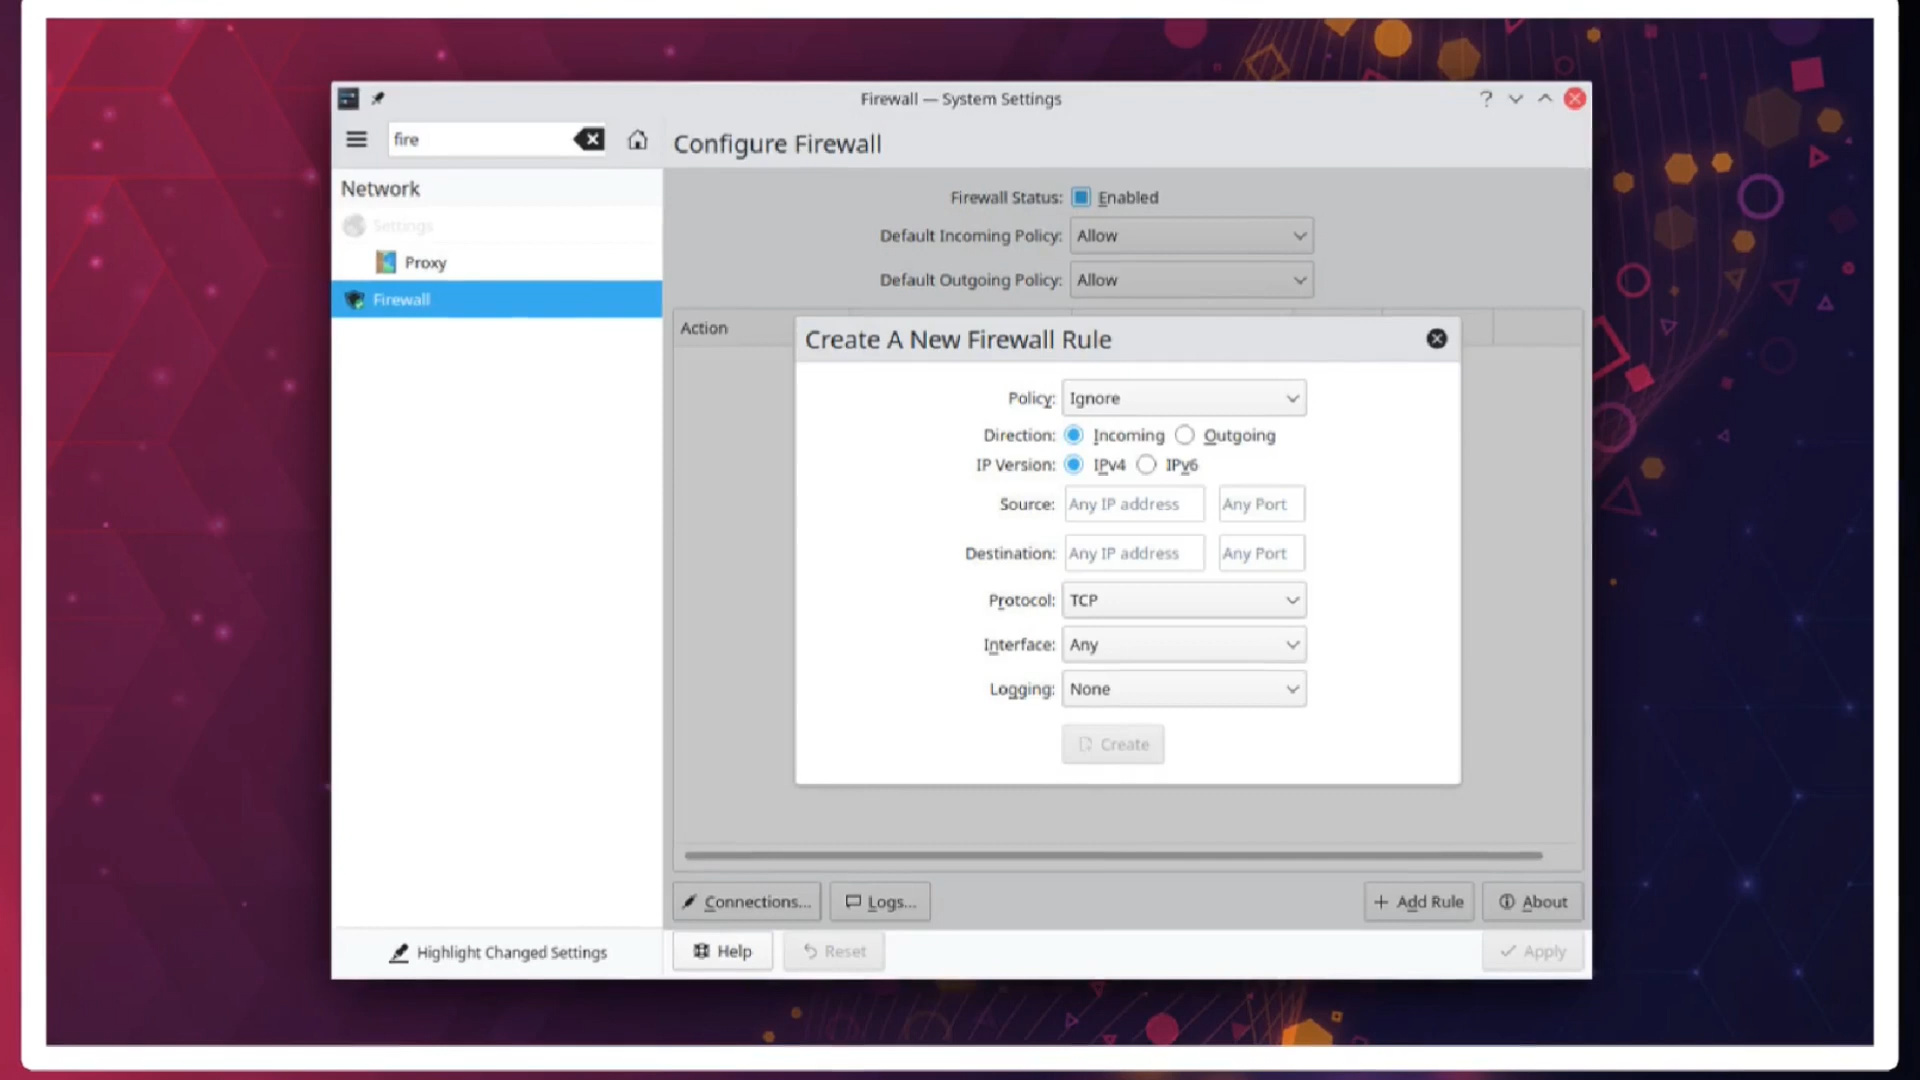 Firewall — System Settings
fire
Configure Firewall
Network
Settings
Proxy
Firewall
Firewall Status: Enabled
Default Incoming Policy: Allow
Default Outgoing Policy: Allow
Action
Create A New Firewall Rule
Policy: Ignore
Direction: Incoming Outgoing
IP Version: IPv4 IPv6
Source: Any IP address Any Port
Destination: Any IP address Any Port
Protocol: TCP
Interface: Any
Logging: None
Create
Connections... Logs... + Add Rule About
Highlight Changed Settings Help Reset Apply